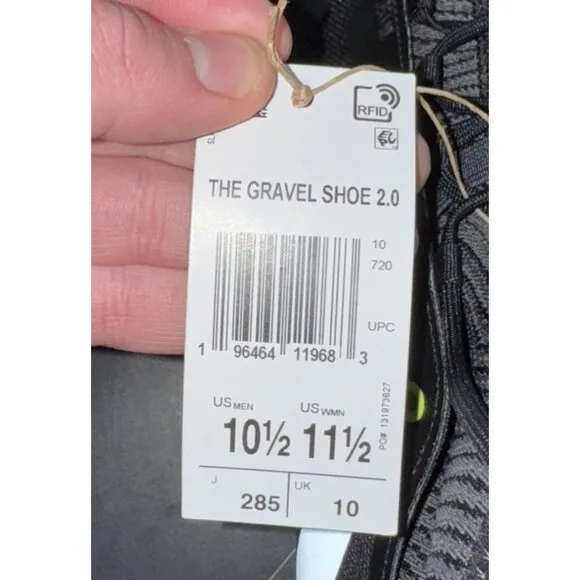 RFID
THE GRAVEL SHOE 2.0
10
720
UPC
1 96464 11968 3
PO# 131973827
US MEN US WMN
10½ 11½
J UK
285 10